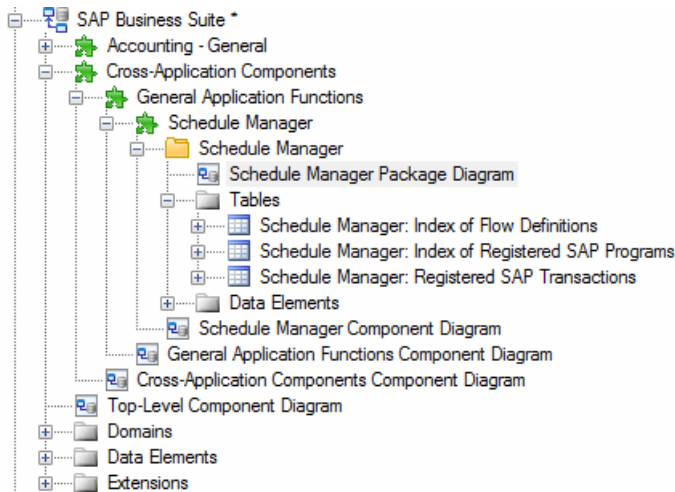 SAP Business Suite *
Accounting - General
Cross-Application Components
General Application Functions
Schedule Manager
Schedule Manager
Schedule Manager Package Diagram
Tables
Schedule Manager: Index of Flow Definitions
Schedule Manager: Index of Registered SAP Programs
Schedule Manager: Registered SAP Transactions
Data Elements
Schedule Manager Component Diagram
General Application Functions Component Diagram
Cross-Application Components Component Diagram
Top-Level Component Diagram
Domains
Data Elements
Extensions